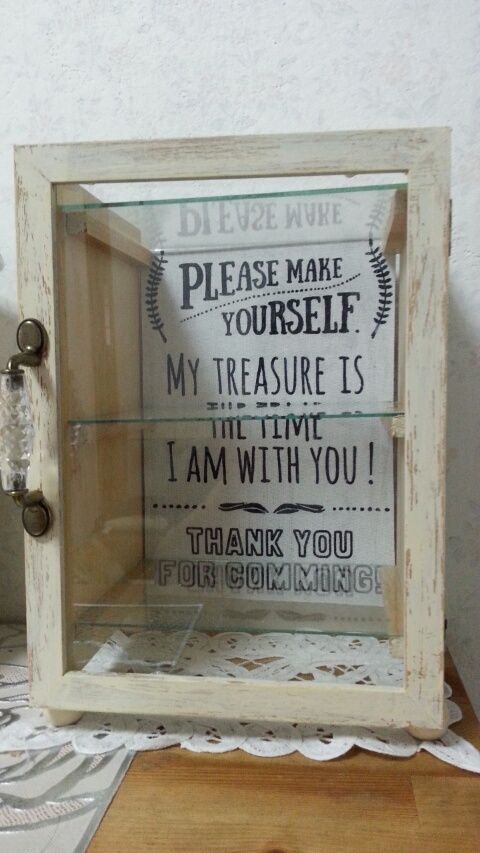 PLEASE MAKE
YOURSELF.
MY TREASURE IS
THE TIME
I AM WITH YOU!
THANK YOU
FOR COMMING!